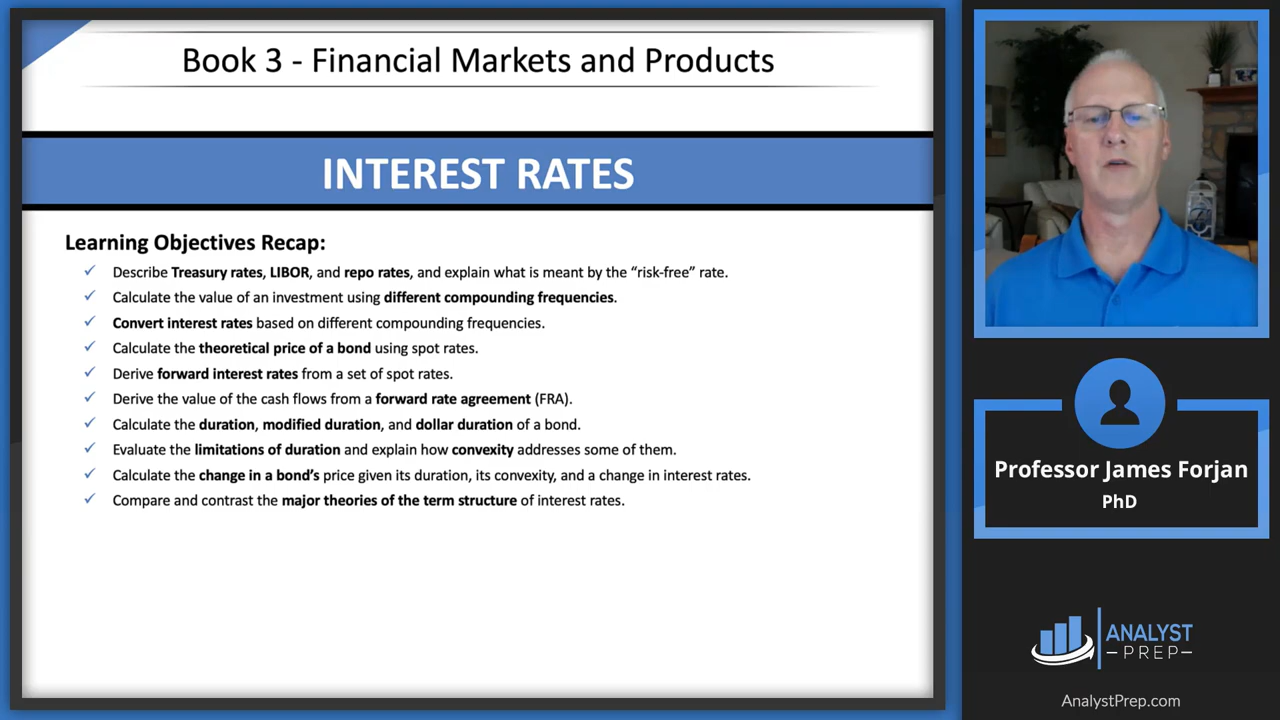 Book 3 - Financial Markets and Products
INTEREST RATES
Learning Objectives Recap:
✓ Describe Treasury rates, LIBOR, and repo rates, and explain what is meant by the “risk-free” rate.
✓ Calculate the value of an investment using different compounding frequencies.
✓ Convert interest rates based on different compounding frequencies.
✓ Calculate the theoretical price of a bond using spot rates.
✓ Derive forward interest rates from a set of spot rates.
✓ Derive the value of the cash flows from a forward rate agreement (FRA).
✓ Calculate the duration, modified duration, and dollar duration of a bond.
✓ Evaluate the limitations of duration and explain how convexity addresses some of them.
✓ Calculate the change in a bond’s price given its duration, its convexity, and a change in interest rates.
✓ Compare and contrast the major theories of the term structure of interest rates.
Professor James Forjan
PhD
ANALYST
PREP
AnalystPrep.com